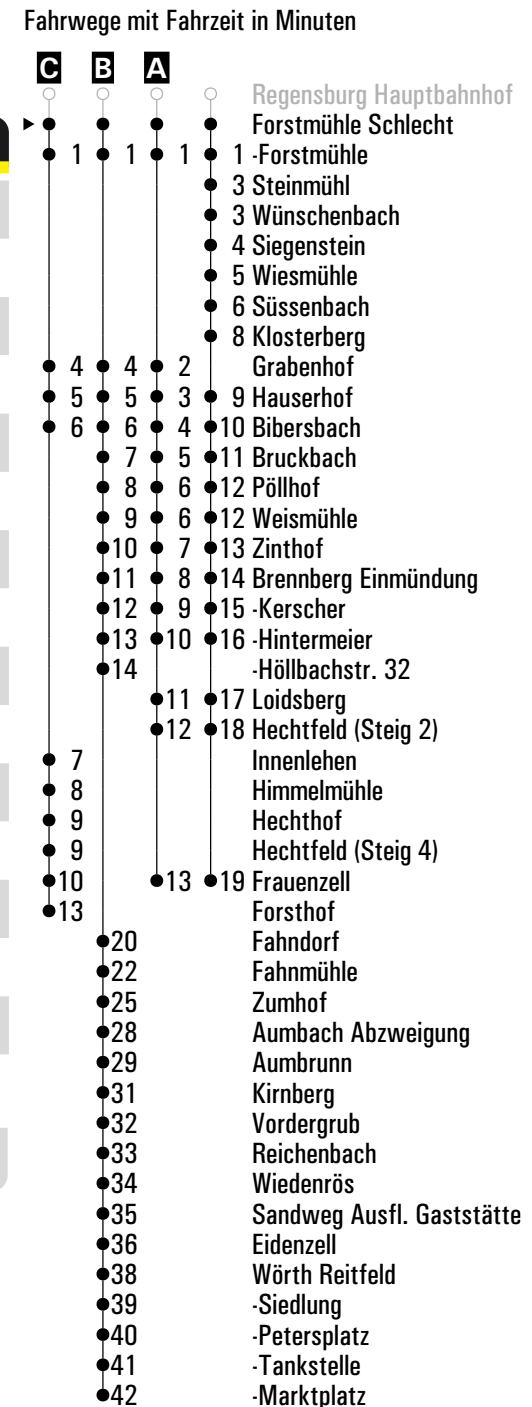 Fahrwege mit Fahrzeit in Minuten
C B A
Regensburg Hauptbahnhof
Forstmühle Schlecht
1 1 1 1 -Forstmühle
3 Steinmühl
3 Wünschenbach
4 Siegenstein
5 Wiesmühle
6 Süssenbach
8 Klosterberg
4 4 2 Grabenhof
5 5 3 9 Hauserhof
6 6 4 10 Bibersbach
7 5 11 Bruckbach
8 6 12 Pöllhof
9 6 12 Weismühle
10 7 13 Zinthof
11 8 14 Brennberg Einmündung
12 9 15 -Kerscher
13 10 16 -Hintermeier
14 -Höllbachstr. 32
11 17 Loidsberg
12 18 Hechtfeld (Steig 2)
7 Innenlehen
8 Himmelmühle
9 Hechthof
9 Hechtfeld (Steig 4)
10 13 19 Frauenzell
13 Forsthof
20 Fahndorf
22 Fahnmühle
25 Zumhof
28 Aumbach Abzweigung
29 Aumbrunn
31 Kirnberg
32 Vordergrub
33 Reichenbach
34 Wiedenrös
35 Sandweg Ausfl. Gaststätte
36 Eidenzell
38 Wörth Reitfeld
39 -Siedlung
40 -Petersplatz
41 -Tankstelle
42 -Marktplatz